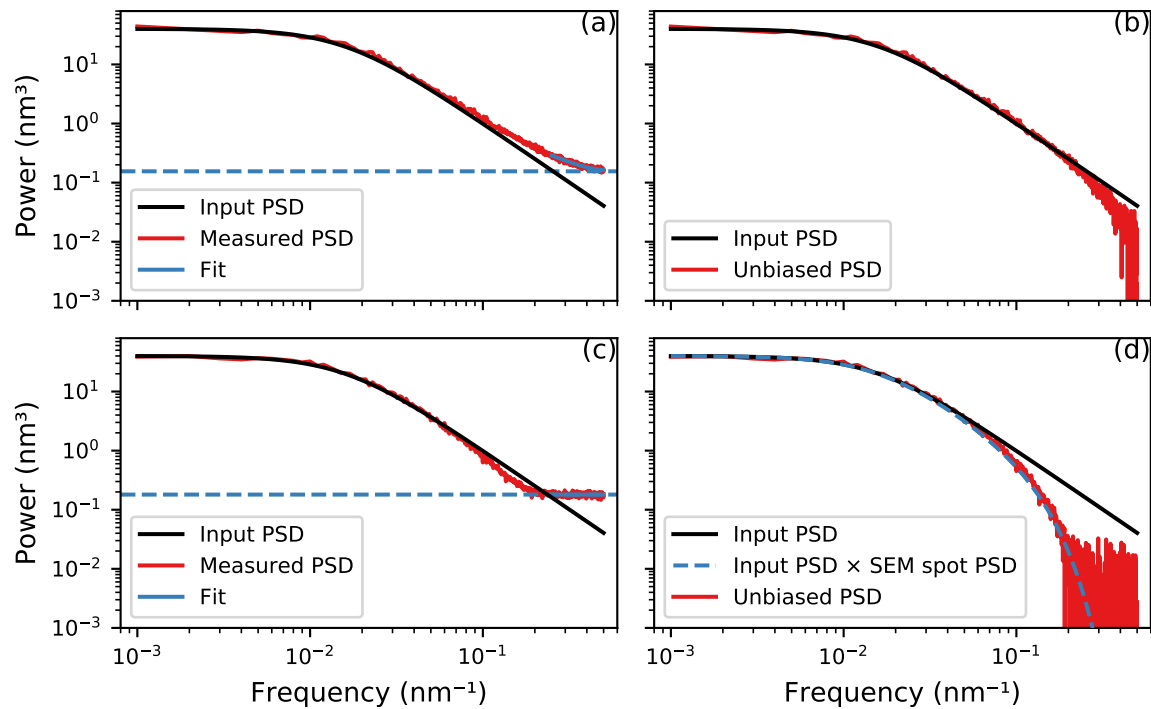 (a)
Power (nm³)
10¹
10⁰
10⁻¹
10⁻²
10⁻³
Input PSD
Measured PSD
Fit
(b)
Input PSD
Unbiased PSD
(c)
Power (nm³)
10¹
10⁰
10⁻¹
10⁻²
10⁻³
Input PSD
Measured PSD
Fit
10⁻³ 10⁻² 10⁻¹
Frequency (nm⁻¹)
(d)
Input PSD
Input PSD × SEM spot PSD
Unbiased PSD
10⁻³ 10⁻² 10⁻¹
Frequency (nm⁻¹)